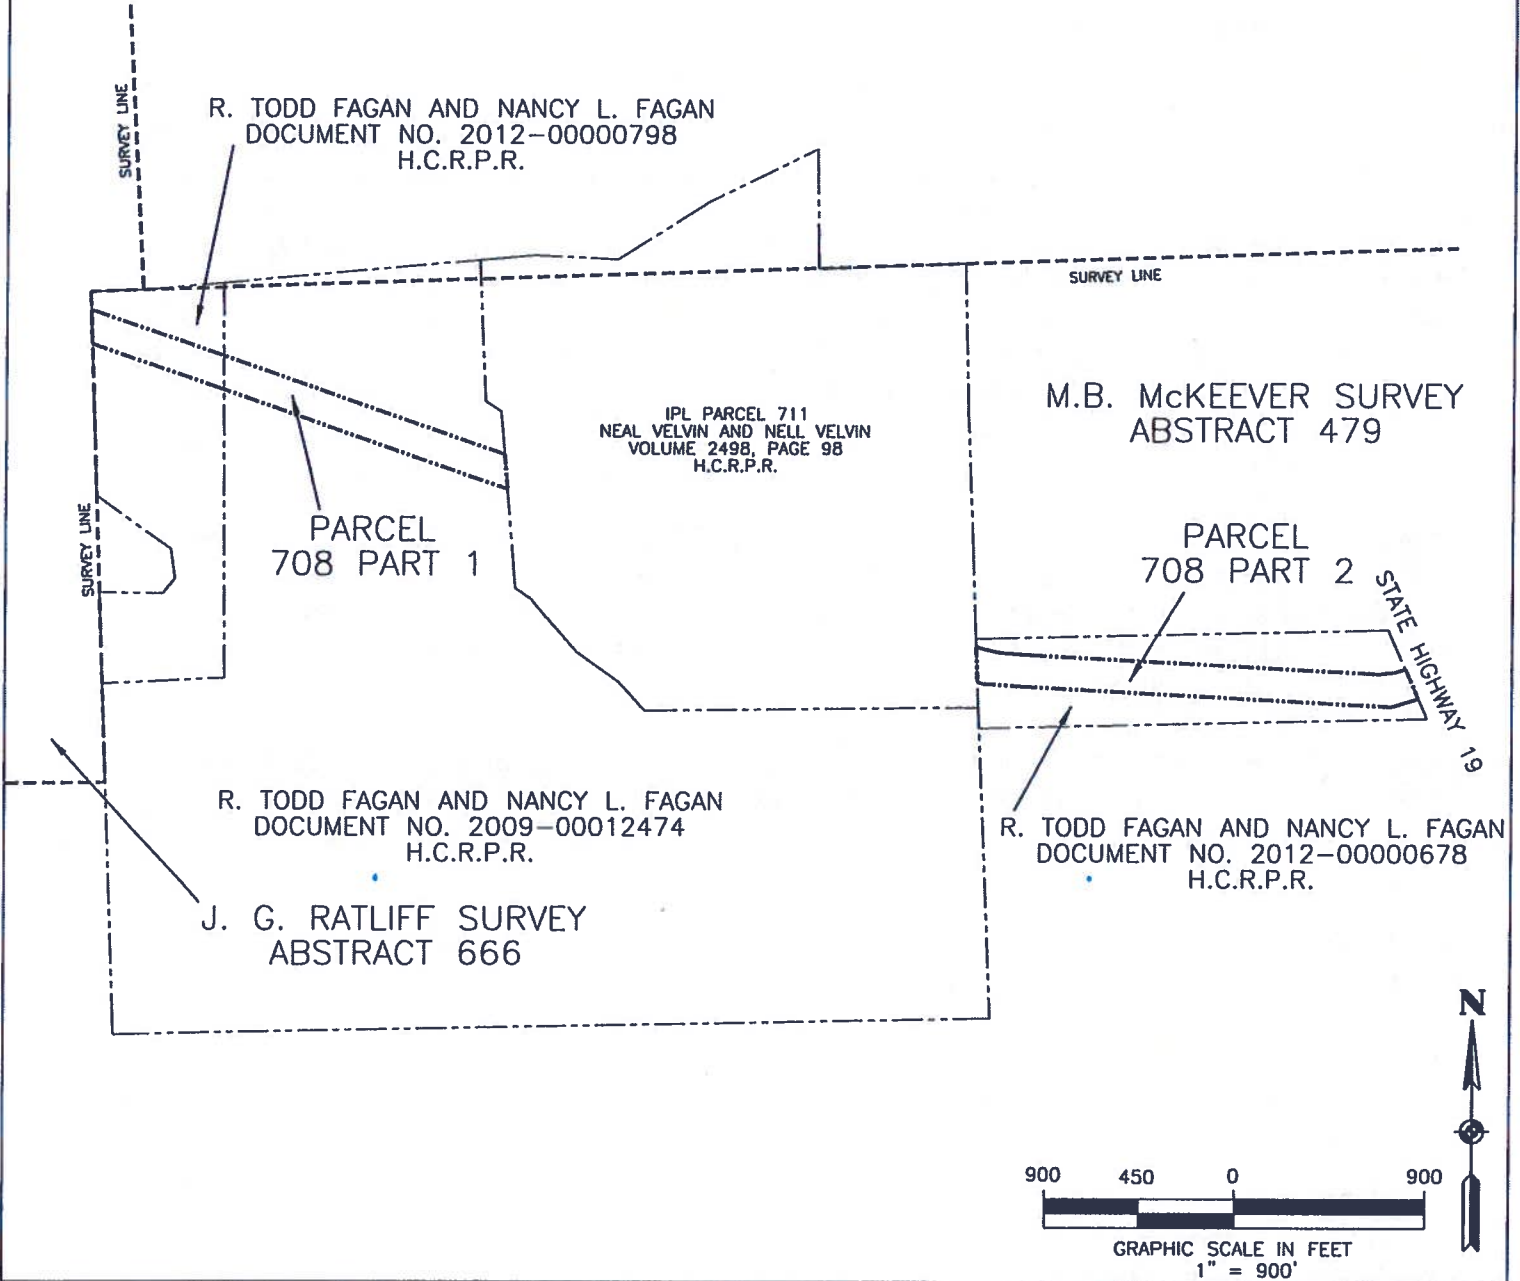 SURVEY LINE
R. TODD FAGAN AND NANCY L. FAGAN
DOCUMENT NO. 2012-00000798
H.C.R.P.R.
SURVEY LINE
IPL PARCEL 711
NEAL VELVIN AND NELL VELVIN
VOLUME 2498, PAGE 98
H.C.R.P.R.
M.B. McKEEVER SURVEY
ABSTRACT 479
SURVEY LINE
PARCEL
708 PART 1
PARCEL
708 PART 2
STATE HIGHWAY 19
R. TODD FAGAN AND NANCY L. FAGAN
DOCUMENT NO. 2009-00012474
H.C.R.P.R.
R. TODD FAGAN AND NANCY L. FAGAN
DOCUMENT NO. 2012-00000678
H.C.R.P.R.
J. G. RATLIFF SURVEY
ABSTRACT 666
N
900 450 0 900
GRAPHIC SCALE IN FEET
1" = 900'